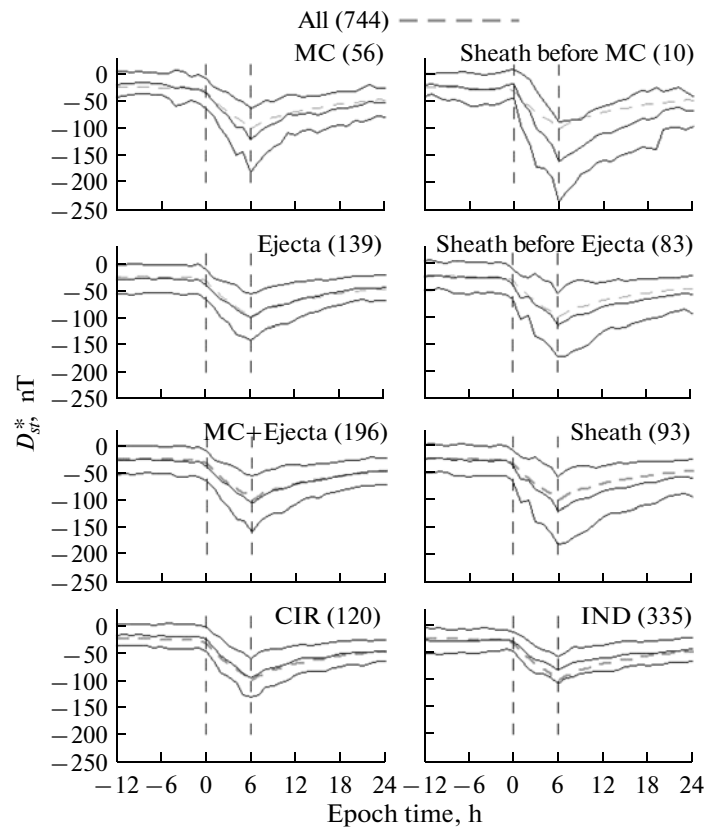 All (744)
MC (56)
Sheath before MC (10)
0
−50
−100
−150
−200
−250
Ejecta (139)
Sheath before Ejecta (83)
0
−50
−100
−150
−200
−250
MC+Ejecta (196)
Sheath (93)
0
−50
−100
−150
−200
−250
CIR (120)
IND (335)
0
−50
−100
−150
−200
−250
−12 −6 0 6 12 18 24
−12 −6 0 6 12 18 24
Epoch time, h
D*st, nT